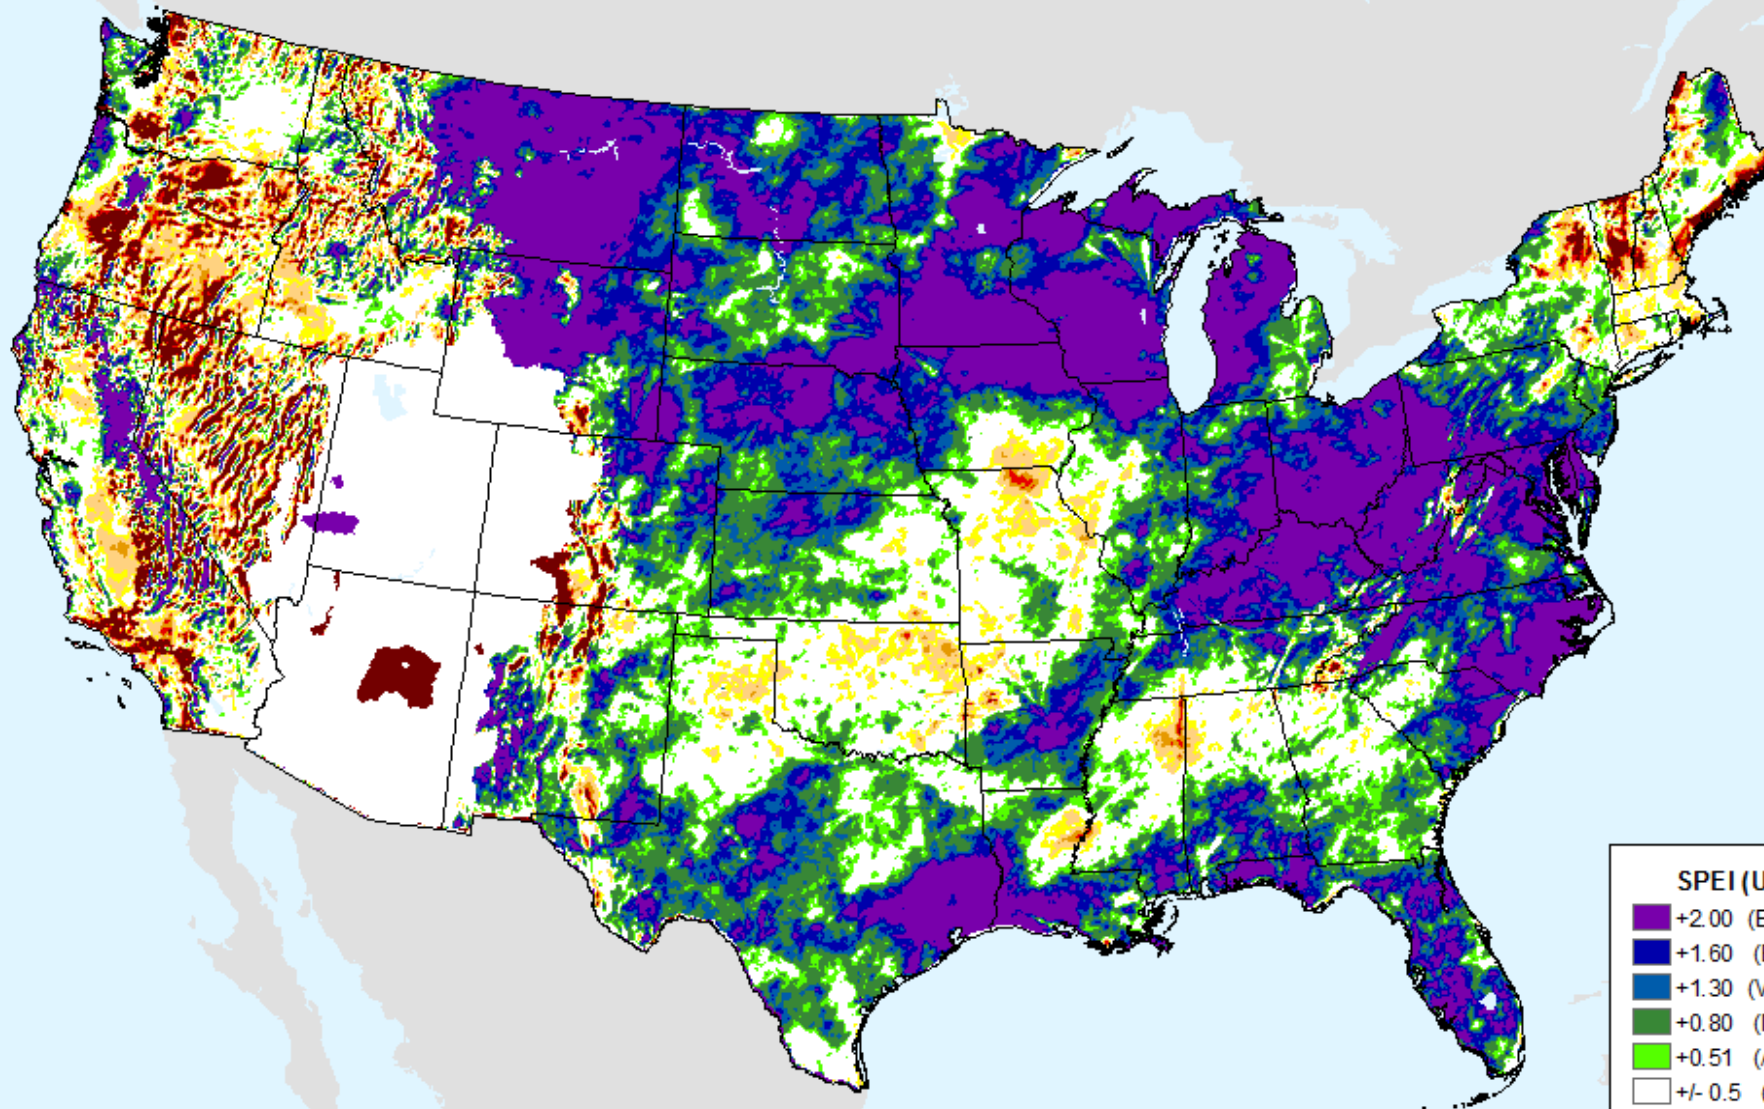 SPEI (U
+2.00 (E
+1.60 (
+1.30 (V
+0.80 (
+0.51 (
+/- 0.5 (